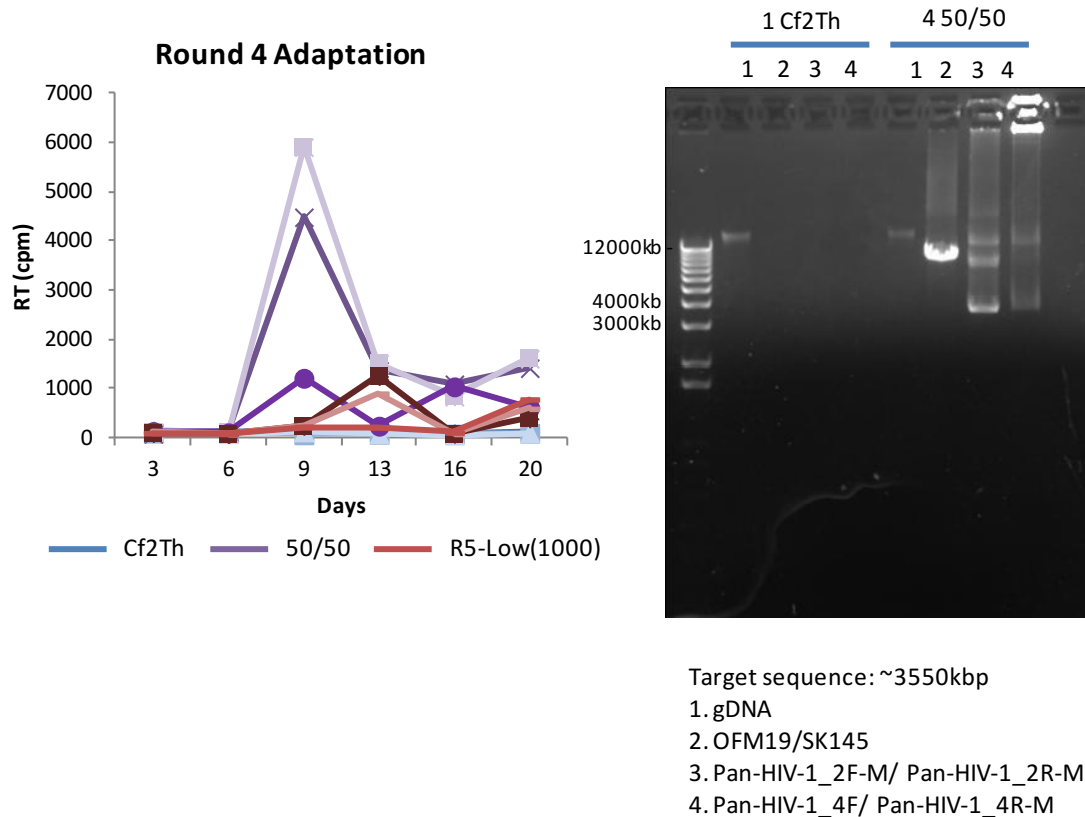 Round 4 Adaptation
7000
6000
5000
4000
3000
2000
1000
0
RT (cpm)
3 6 9 13 16 20
Days
Cf2Th 50/50 R5-Low(1000)
1 Cf2Th 4 50/50
1 2 3 4 1 2 3 4
12000kb
4000kb
3000kb
Target sequence: ~3550kbp
1. gDNA
2. OFM19/SK145
3. Pan-HIV-1_2F-M/ Pan-HIV-1_2R-M
4. Pan-HIV-1_4F/ Pan-HIV-1_4R-M